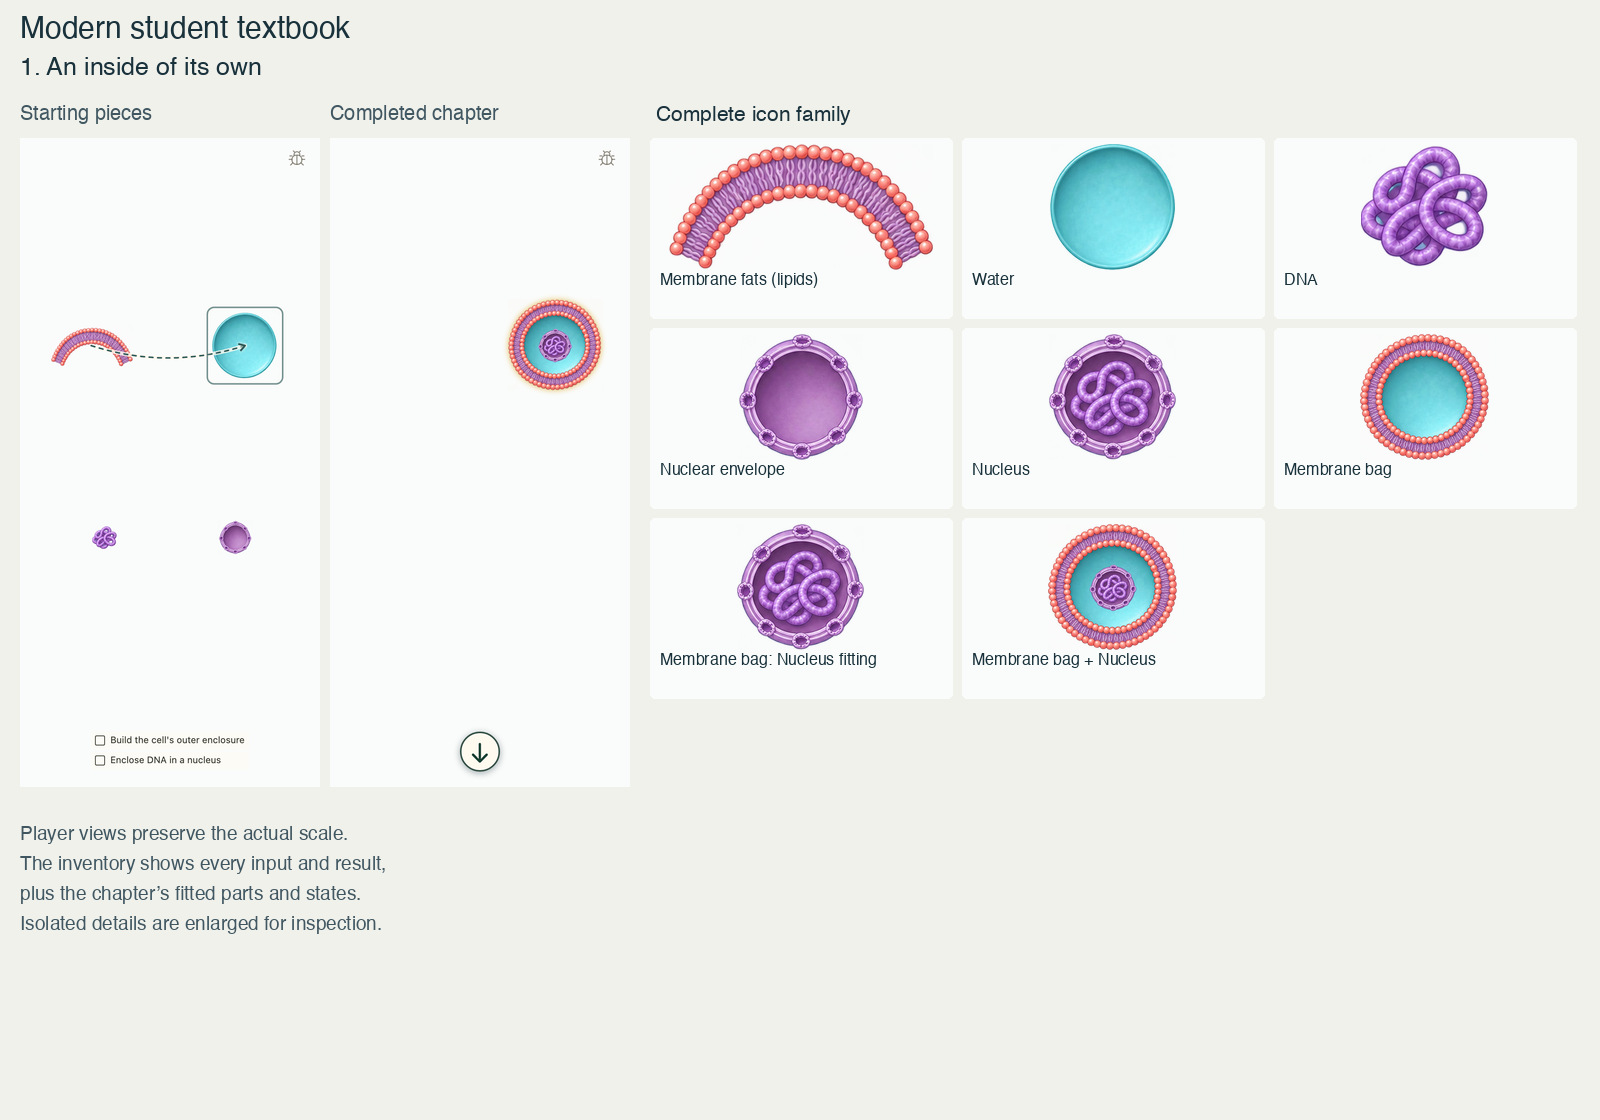 Modern student textbook
1. An inside of its own
Starting pieces
Completed chapter
Complete icon family
Membrane fats (lipids)
Water
DNA
Nuclear envelope
Nucleus
Membrane bag
Membrane bag: Nucleus fitting
Membrane bag + Nucleus
Build the cell's outer enclosure
Enclose DNA in a nucleus
Player views preserve the actual scale.
The inventory shows every input and result,
plus the chapter’s fitted parts and states.
Isolated details are enlarged for inspection.